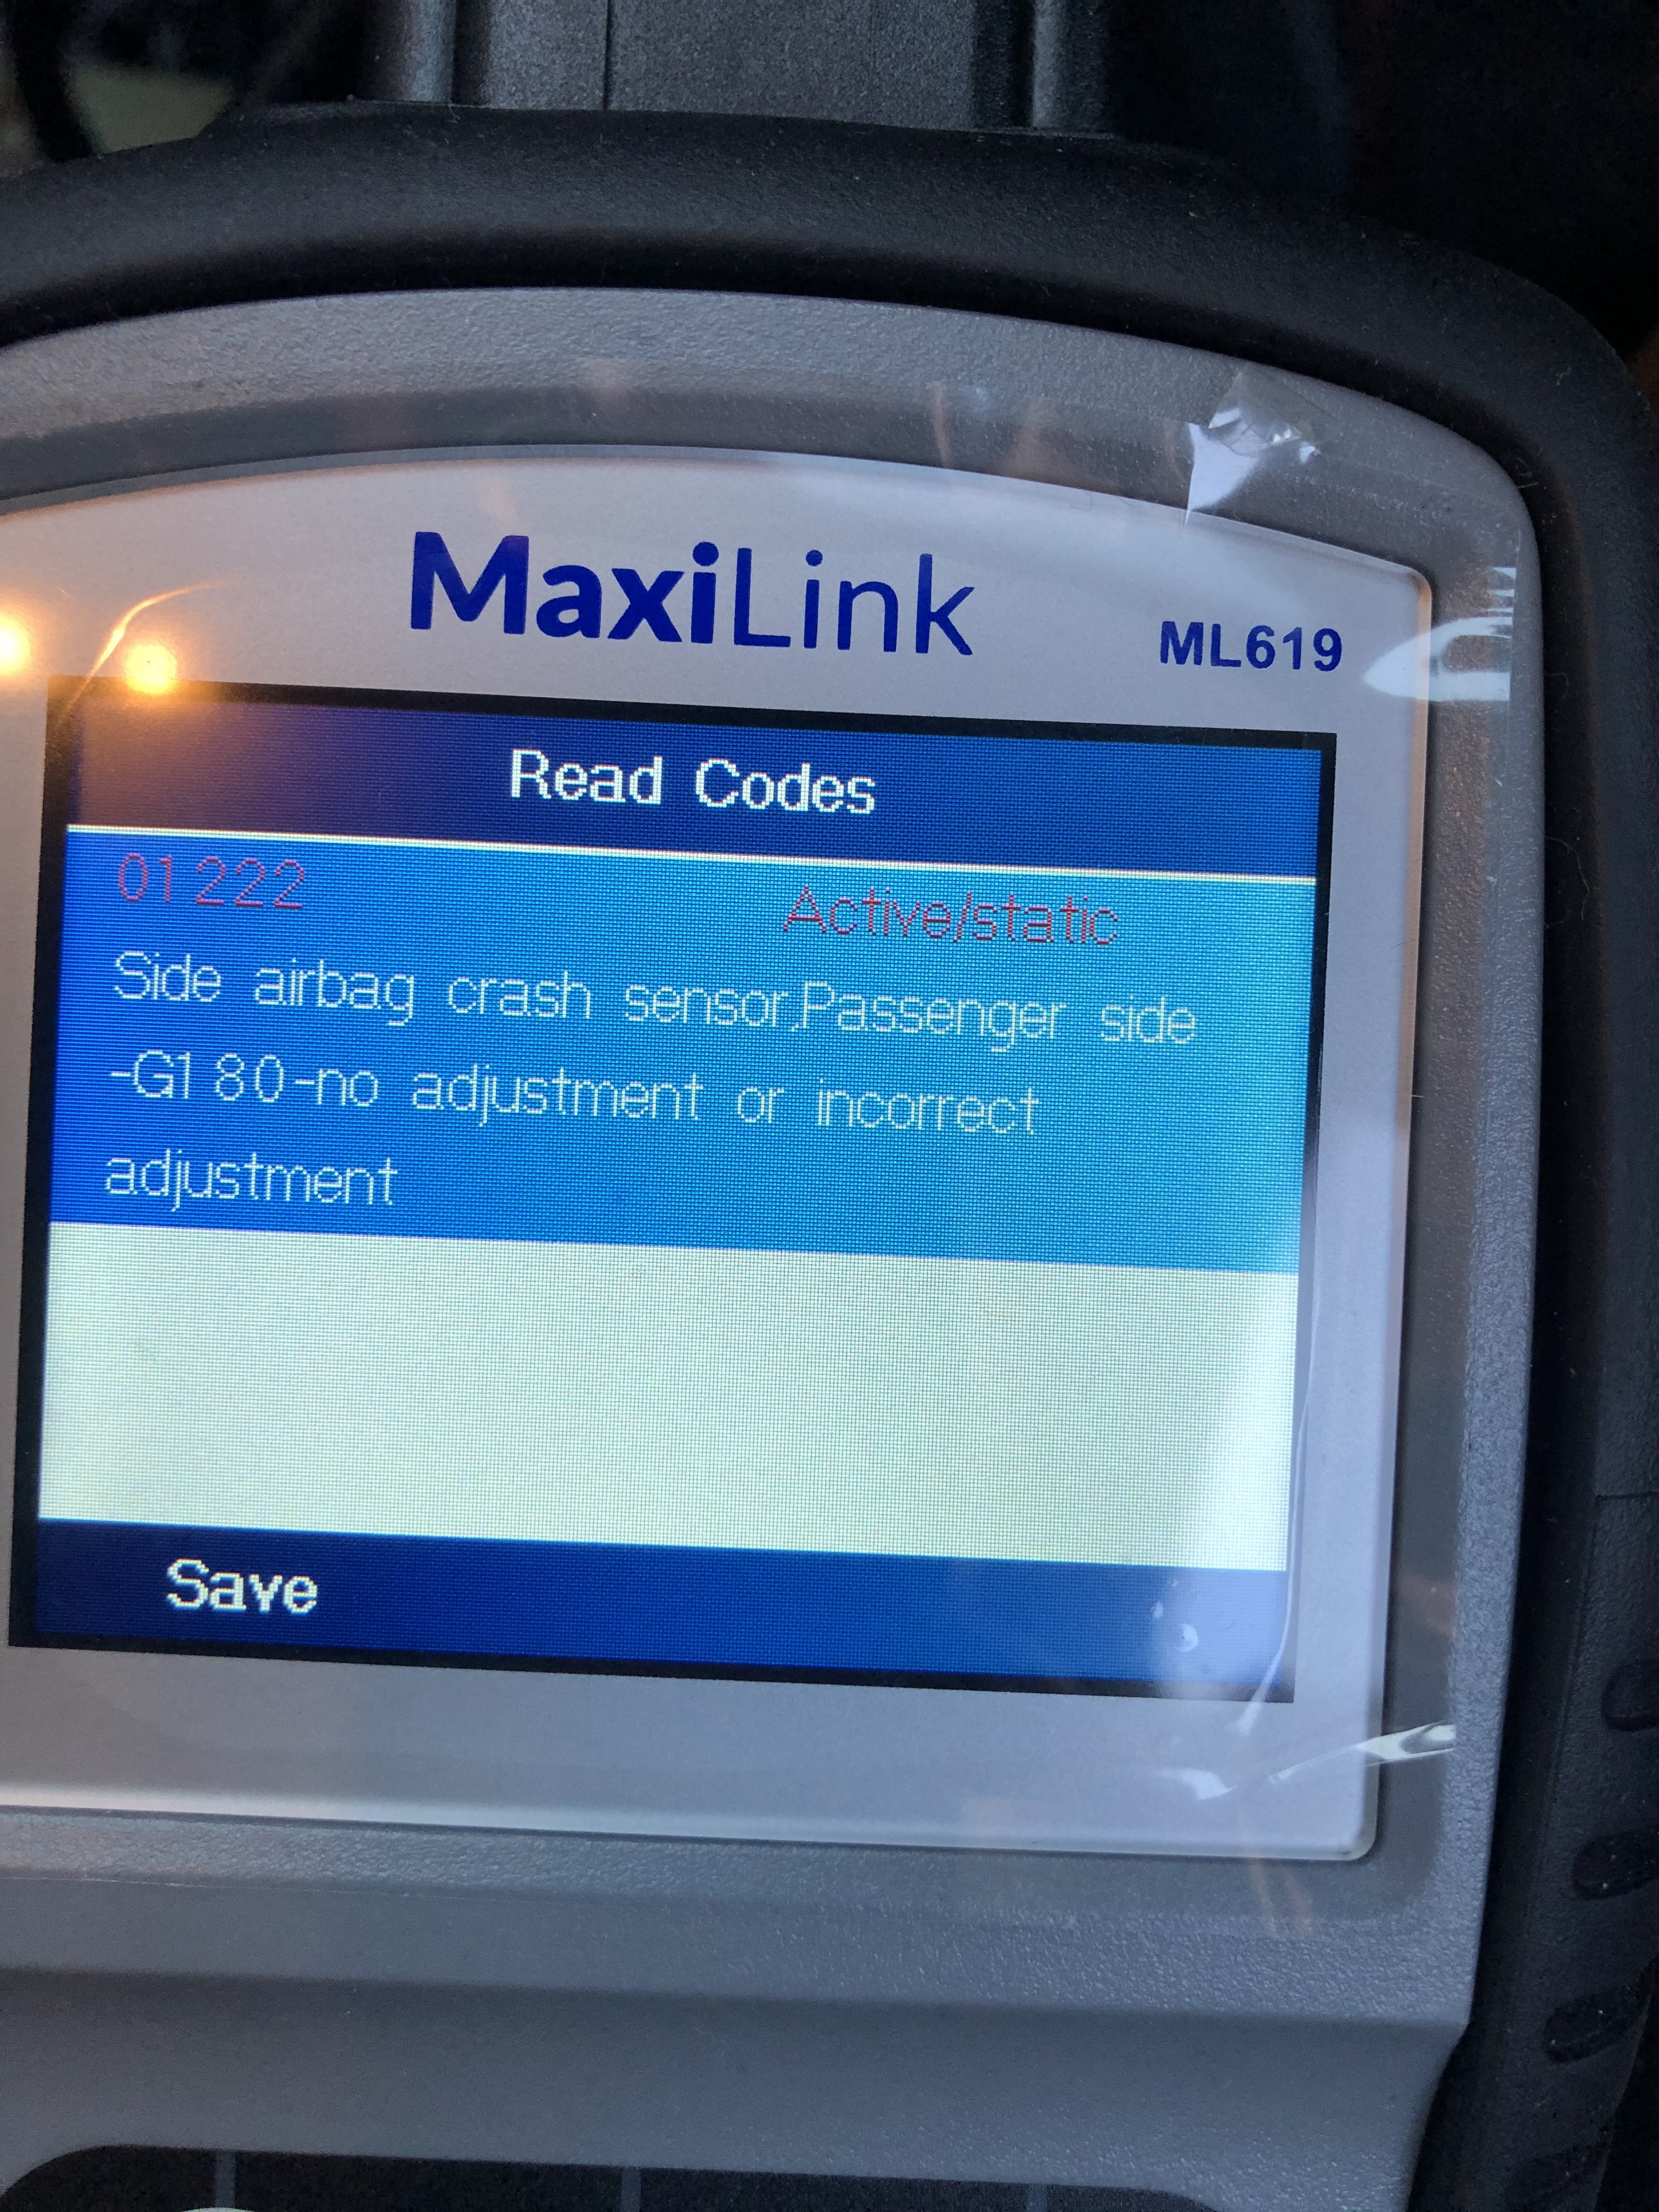 MaxiLink
ML619
Read Codes
01222 Active/static
Side airbag crash sensor,Passenger side
-G180-no adjustment or incorrect
adjustment
Save